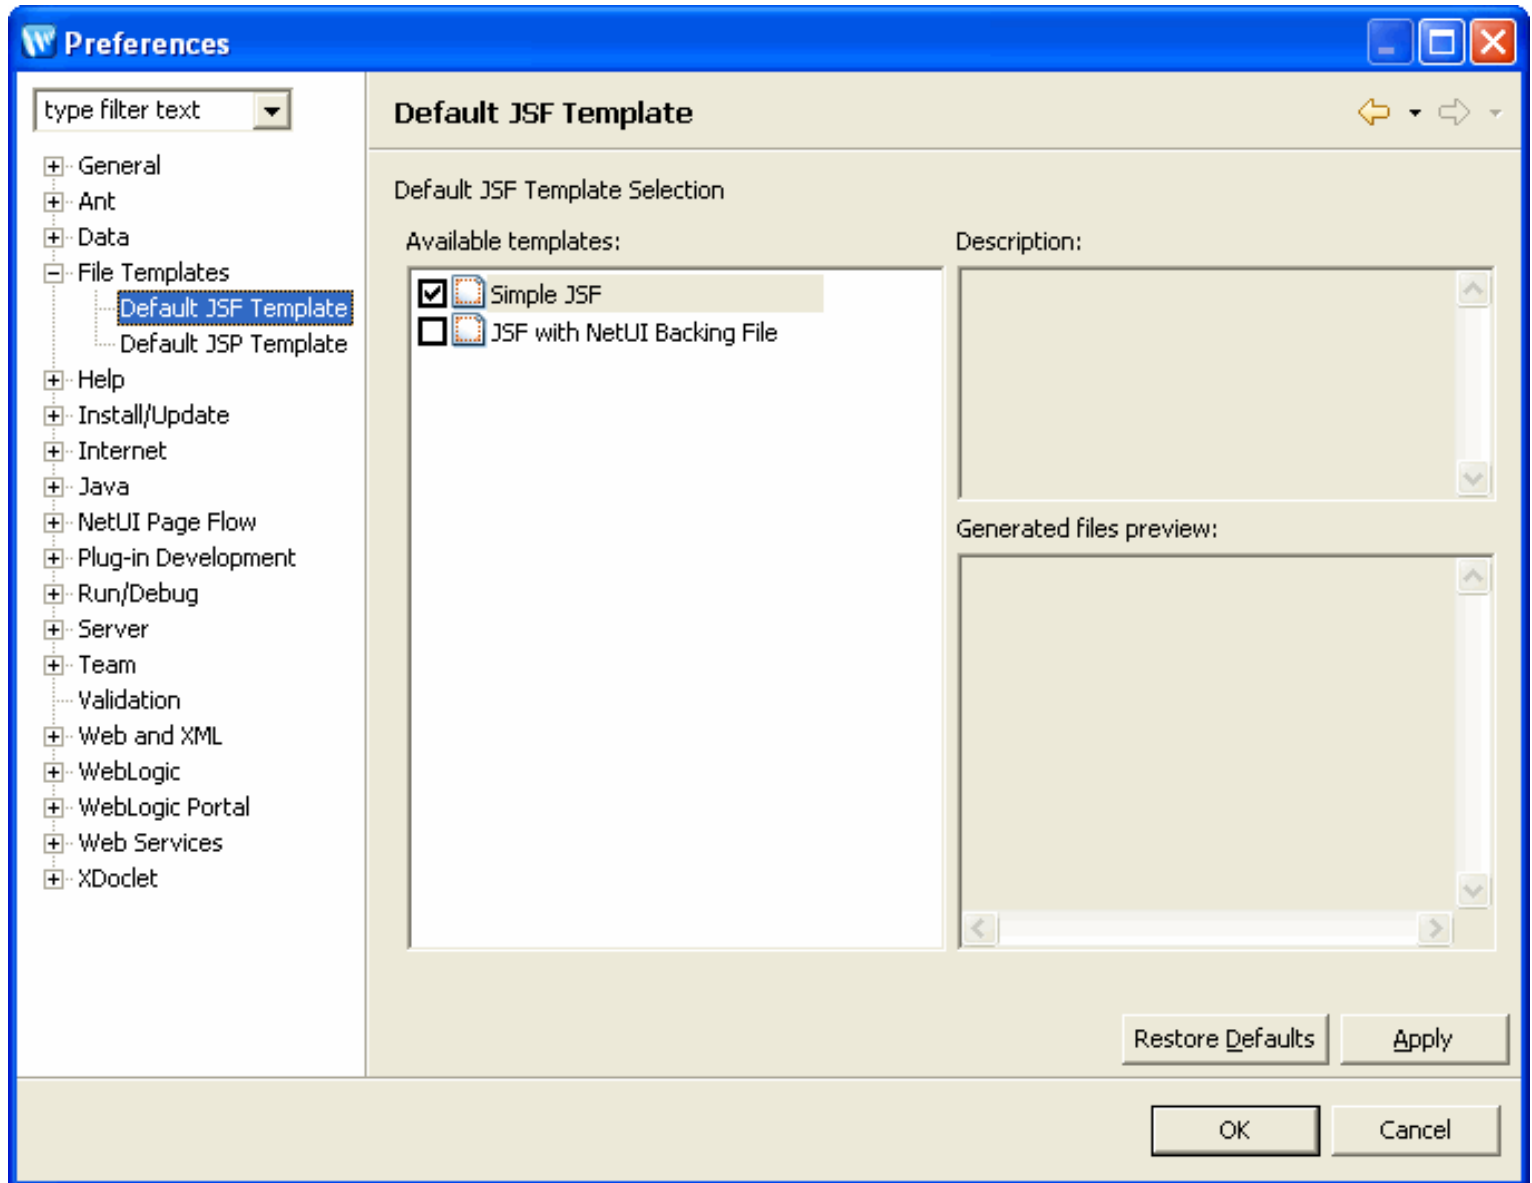 Preferences
type filter text
General
Ant
Data
File Templates
Default JSF Template
Default JSP Template
Help
Install/Update
Internet
Java
NetUI Page Flow
Plug-in Development
Run/Debug
Server
Team
Validation
Web and XML
WebLogic
WebLogic Portal
Web Services
XDoclet
Default JSF Template
Default JSF Template Selection
Available templates:
Simple JSF
JSF with NetUI Backing File
Description:
Generated files preview:
Restore Defaults
Apply
OK
Cancel